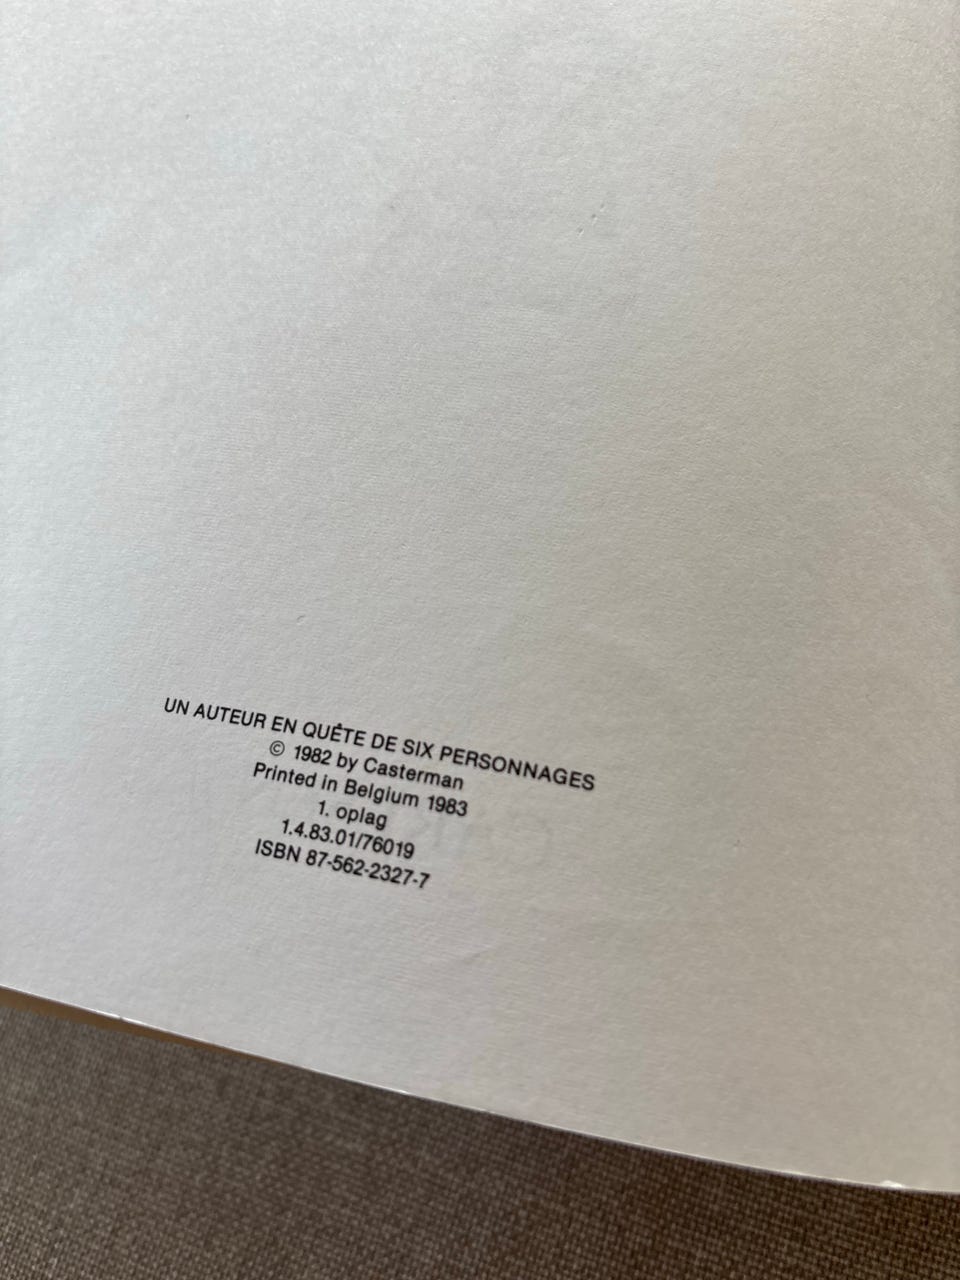 UN AUTEUR EN QUÊTE DE SIX PERSONNAGES
© 1982 by Casterman
Printed in Belgium 1983
1. oplag
1.4.83.01/76019
ISBN 87-562-2327-7